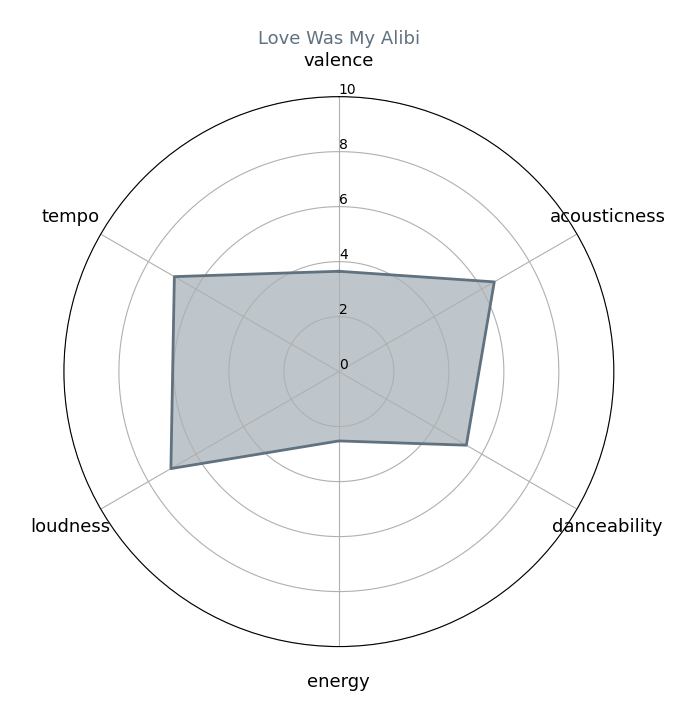 Love Was My Alibi
valence
10
8
6
4
2
0
tempo
acousticness
loudness
danceability
energy